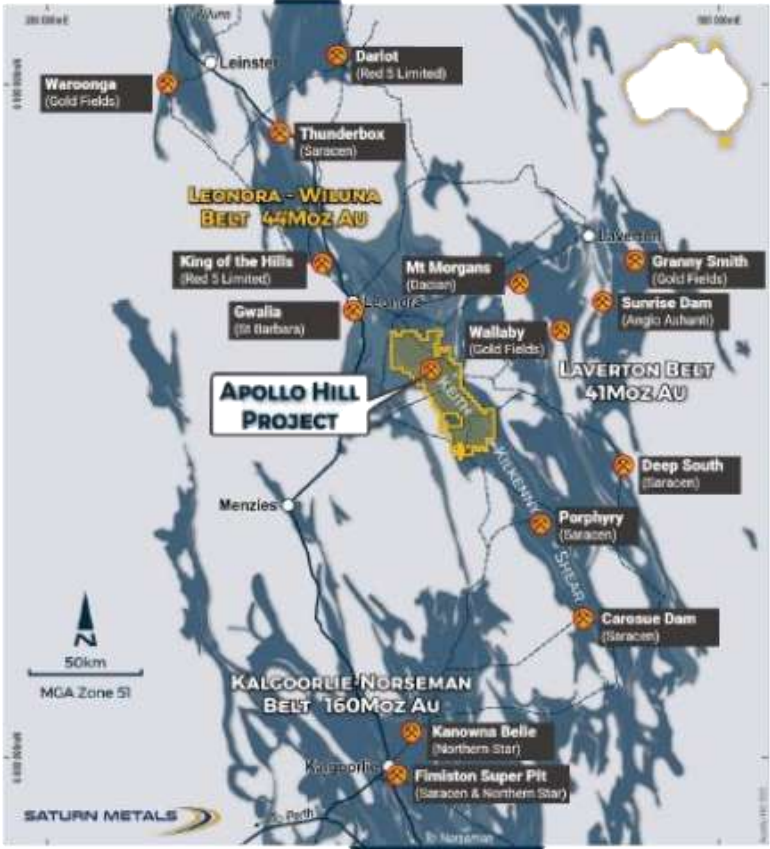 To Wiluna
Leinster
Darlot
(Red 5 Limited)
Waroonga
(Gold Fields)
Thunderbox
(Saracen)
LEONORA - WILUNA
BELT 44MOZ AU
Laverton
King of the Hills
(Red 5 Limited)
Mt Morgans
(Dacian)
Granny Smith
(Gold Fields)
Leonora
Gwalia
(St Barbara)
Sunrise Dam
(Anglo Ashanti)
Wallaby
(Gold Fields)
LAVERTON BELT
41MOZ AU
APOLLO HILL
PROJECT
KEITH
KILKENNY
SHEAR
Deep South
(Saracen)
Menzies
Porphyry
(Saracen)
Carosue Dam
(Saracen)
N
50km
MGA Zone 51
KALGOORLIE-NORSEMAN
BELT 160MOZ AU
Kanowna Belle
(Northern Star)
Kalgoorlie
Fimiston Super Pit
(Saracen & Northern Star)
SATURN METALS
To Perth
To Norseman